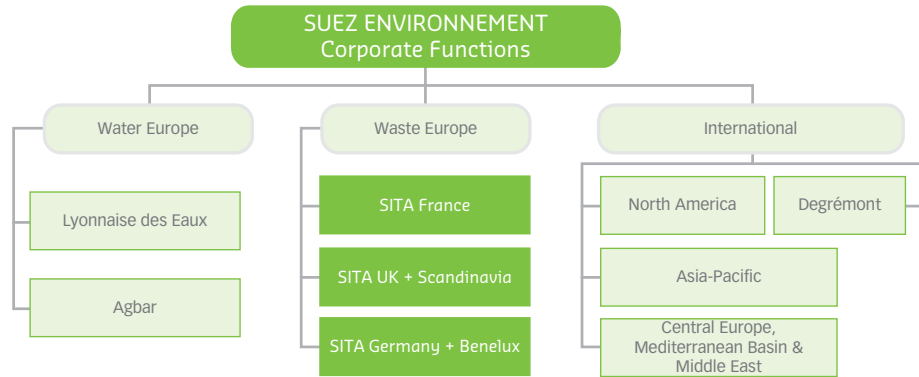 SUEZ ENVIRONNEMENT
Corporate Functions
Water Europe
Waste Europe
International
Lyonnaise des Eaux
Agbar
SITA France
SITA UK + Scandinavia
SITA Germany + Benelux
North America
Degrémont
Asia-Pacific
Central Europe,
Mediterranean Basin &
Middle East